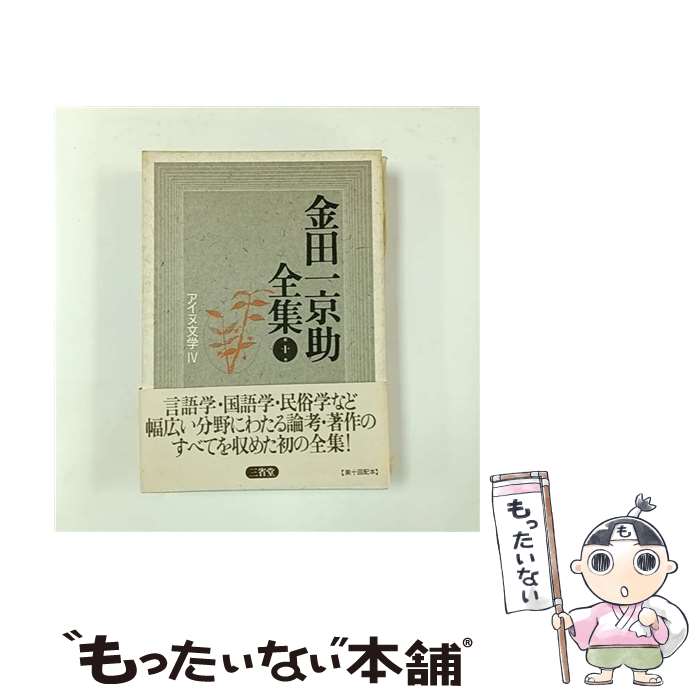 金田一京助
全集
十
アイヌ文学 IV
言語学・国語学・民俗学など
幅広い分野にわたる論考・著作の
すべてを収めた初の全集!
三省堂
【第十回配本】
もったいない
も
"もったいない"本舗®